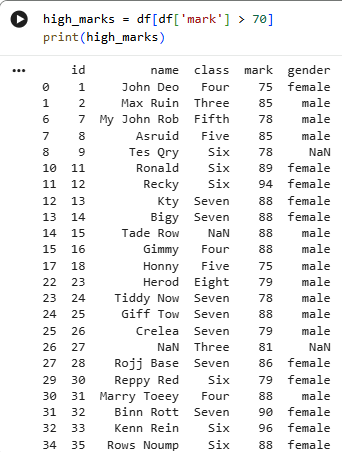 high_marks = df[df['mark'] > 70]
print(high_marks)
id name class mark gender
0 1 John Deo Four 75 female
1 2 Max Ruin Three 85 male
6 7 My John Rob Fifth 78 male
7 8 Asruid Five 85 male
8 9 Tes Qry Six 78 NaN
10 11 Ronald Six 89 female
11 12 Recky Six 94 female
12 13 Kty Seven 88 female
13 14 Bigy Seven 88 female
14 15 Tade Row NaN 88 male
15 16 Gimmy Four 88 male
17 18 Honny Five 75 male
22 23 Herod Eight 79 male
23 24 Tiddy Now Seven 78 male
24 25 Giff Tow Seven 88 male
25 26 Crelea Seven 79 male
26 27 NaN Three 81 NaN
27 28 Rojj Base Seven 86 female
29 30 Reppy Red Six 79 female
30 31 Marry Toeey Four 88 male
31 32 Binn Rott Seven 90 female
32 33 Kenn Rein Six 96 female
34 35 Rows Noump Six 88 female